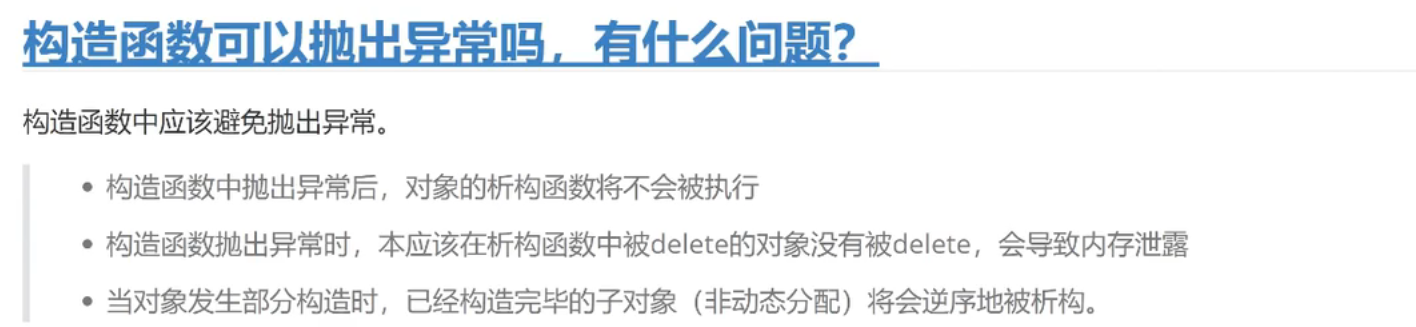 构造函数可以抛出异常吗，有什么问题？
构造函数中应该避免抛出异常。
• 构造函数中抛出异常后，对象的析构函数将不会被执行
• 构造函数抛出异常时，本应该在析构函数中被delete的对象没有被delete，会导致内存泄露
• 当对象发生部分构造时，已经构造完毕的子对象（非动态分配）将会逆序地被析构。